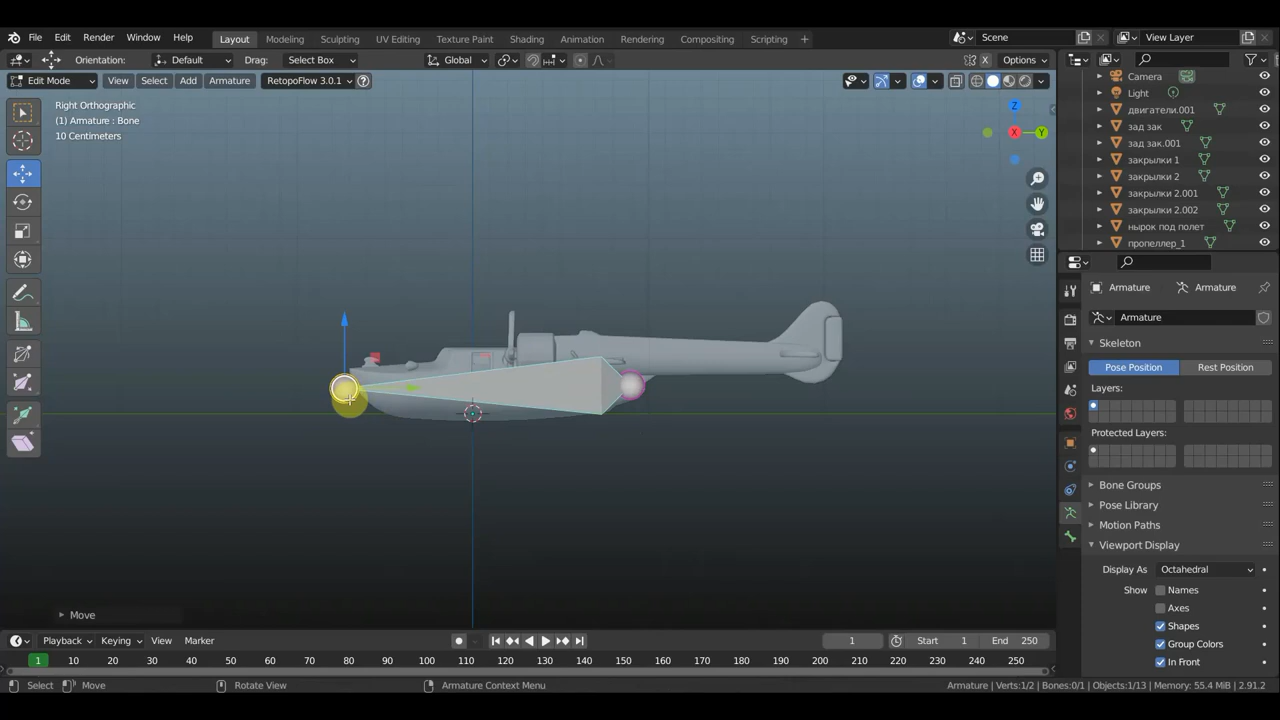 File Edit Render Window Help Layout Modeling Sculpting UV Editing Texture Paint Shading Animation Rendering Compositing Scripting + Scene View Layer
Orientation: Default Drag: Select Box Global X Options
Edit Mode View Select Add Armature RetopoFlow 3.0.1 ?
Right Orthographic
(1) Armature : Bone
10 Centimeters
Z
X
Y
Camera
Light
двигатели.001
зад зак
зад зак.001
закрылки 1
закрылки 2
закрылки 2.001
закрылки 2.002
нырок под полет
пропеллер_1
Armature Armature
Armature
Skeleton
Pose Position Rest Position
Layers:
Protected Layers:
Bone Groups
Pose Library
Motion Paths
Viewport Display
Display As Octahedral
Show Names
Axes
Shapes
Group Colors
In Front
Move
Playback Keying View Marker 1 Start 1 End 250
1 10 20 30 40 50 60 70 80 90 100 110 120 130 140 150 160 170 180 190 200 210 220 230 240 250
Select Move Rotate View Armature Context Menu Armature | Verts:1/2 | Bones:0/1 | Objects:1/13 | Memory: 55.4 MiB | 2.91.2